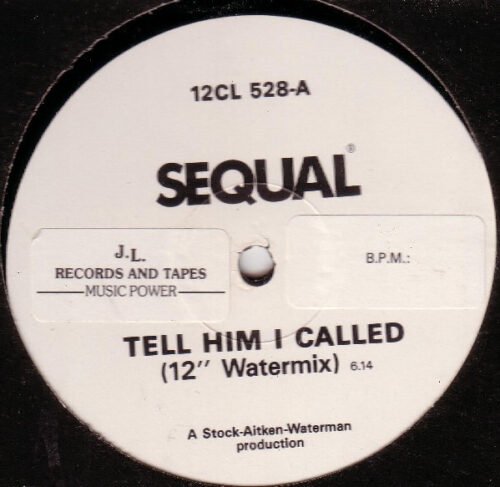 12CL 528-A
SEQUAL®
J.L.
RECORDS AND TAPES
MUSIC POWER
B.P.M.:
TELL HIM I CALLED
(12″ Watermix) 6.14
A Stock-Aitken-Waterman
production